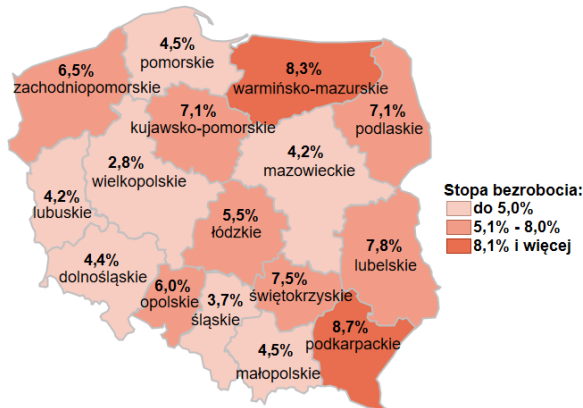 4,5%
pomorskie
6,5%
zachodniopomorskie
8,3%
warmińsko-mazurskie
7,1%
kujawsko-pomorskie
7,1%
podlaskie
2,8%
wielkopolskie
4,2%
mazowieckie
4,2%
lubuskie
Stopa bezrobocia:
do 5,0%
5,1% - 8,0%
8,1% i więcej
5,5%
łódzkie
7,8%
lubelskie
4,4%
dolnośląskie
6,0%
opolskie
3,7%
śląskie
7,5%
świętokrzyskie
8,7%
podkarpackie
4,5%
małopolskie